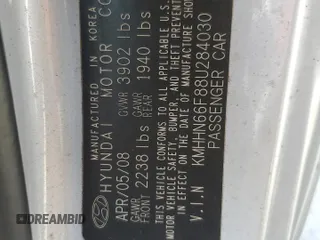 MANUFACTURED IN KOREA
HYUNDAI MOTOR CO
APR/05/08 GVWR 3902 lbs
GAWR FRONT 2238 lbs GAWR REAR 1940 lbs
THIS VEHICLE CONFORMS TO ALL APPLICABLE U.S.
MOTOR VEHICLE SAFETY, BUMPER, AND THEFT PREVENTION
IN EFFECT ON THE DATE OF MANUFACTURE SHOWN
V.I.N KMHHN66F88U284030
PASSENGER CAR
DREAMBID